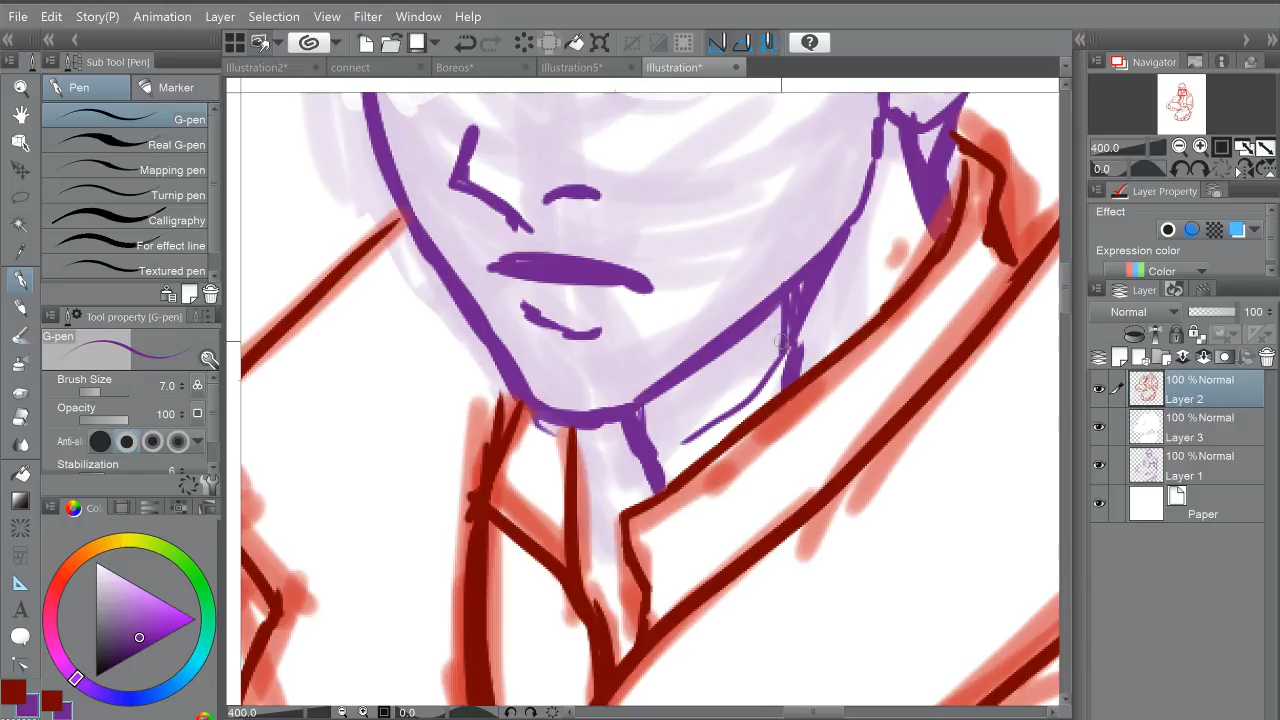 File Edit Story(P) Animation Layer Selection View Filter Window Help
Sub Tool [Pen]
Pen Marker
G-pen
Real G-pen
Mapping pen
Turnip pen
Calligraphy
For effect line
Textured pen
Tool property [G-pen]
G-pen
Brush Size 7.0
Opacity 100
Anti-al
Stabilization 6
Col
Illustration2* connect Boreos* Illustration5* Illustration*
400.0 0.0
Navigator
400.0
0.0
Layer Property
Effect
Expression color
Color
Layer
Normal 100
100 %Normal
Layer 2
100 %Normal
Layer 3
100 %Normal
Layer 1
Paper